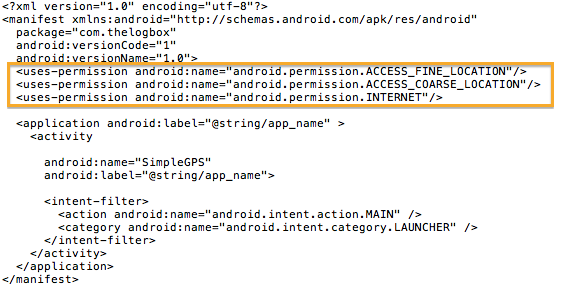 <?xml version="1.0" encoding="utf-8"?>
<manifest xmlns:android="http://schemas.android.com/apk/res/android"
package="com.thelogbox"
android:versionCode="1"
android:versionName="1.0">
<uses-permission android:name="android.permission.ACCESS_FINE_LOCATION"/>
<uses-permission android:name="android.permission.ACCESS_COARSE_LOCATION"/>
<uses-permission android:name="android.permission.INTERNET"/>
<application android:label="@string/app_name" >
<activity
android:name="SimpleGPS"
android:label="@string/app_name">
<intent-filter>
<action android:name="android.intent.action.MAIN" />
<category android:name="android.intent.category.LAUNCHER" />
</intent-filter>
</activity>
</application>
</manifest>